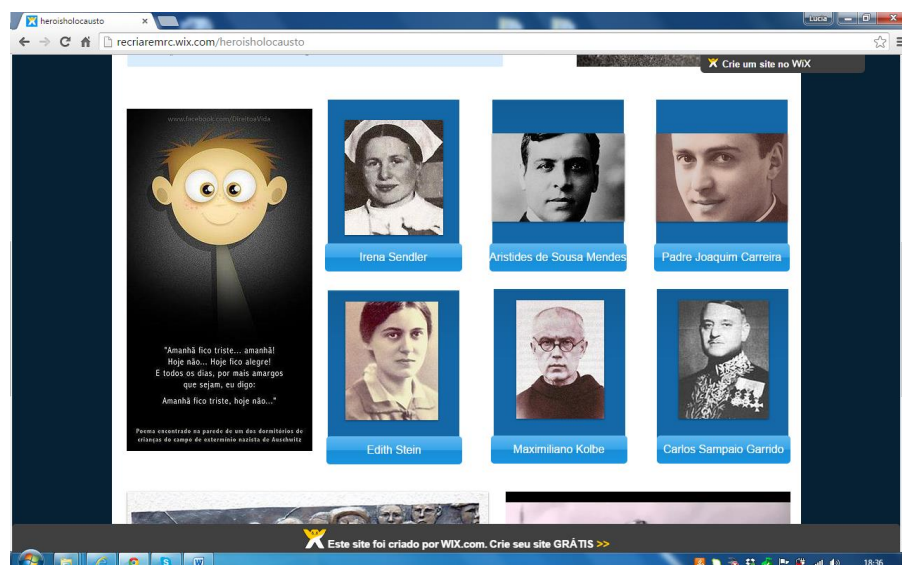 heroisholocausto
Lúcia
recriaremrc.wix.com/heroisholocausto
Crie um site no WiX
www.facebook.com/DireitoaVida
Irena Sendler
Aristides de Sousa Mendes
Padre Joaquim Carreira
"Amanhã fico triste... amanhã!
Hoje não... Hoje fico alegre!
E todos os dias, por mais amargos
que sejam, eu digo:
Amanhã fico triste, hoje não..."
Poema encontrado na parede de um dos dormitórios de
crianças do campo de extermínio nazista de Auschwitz
Edith Stein
Maximiliano Kolbe
Carlos Sampaio Garrido
Este site foi criado por WIX.com. Crie seu site GRÁTIS >>
18:36